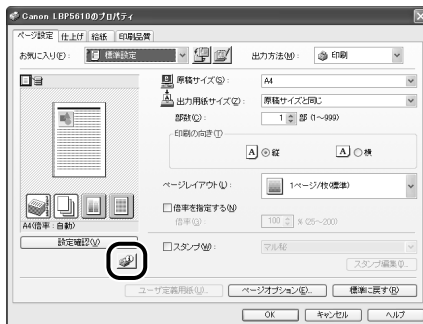 Canon LBP5610のプロパティ
ページ設定 仕上げ 給紙 印刷品質
お気に入り(F): 標準設定 出力方法(M): 印刷
原稿サイズ(S): A4
出力用紙サイズ(Z): 原稿サイズと同じ
部数(C): 1 部 (1~999)
印刷の向き(T)
A 縦 A 横
ページレイアウト(L): 1ページ/枚(標準)
倍率を指定する(N)
倍率(G): 100 % (25~200)
A4(倍率:自動)
設定確認(V)
スタンプ(W): マル秘
スタンプ編集(
ユーザ定義用紙(U)... ページオプション(E)... 標準に戻す(R)
OK キャンセル ヘルプ